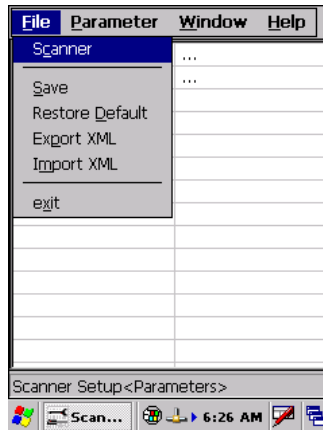 File Parameter Window Help
Scanner
...
...
Save
Restore Default
Export XML
Import XML
exit
Scanner Setup<Parameters>
Scan... 6:26 AM